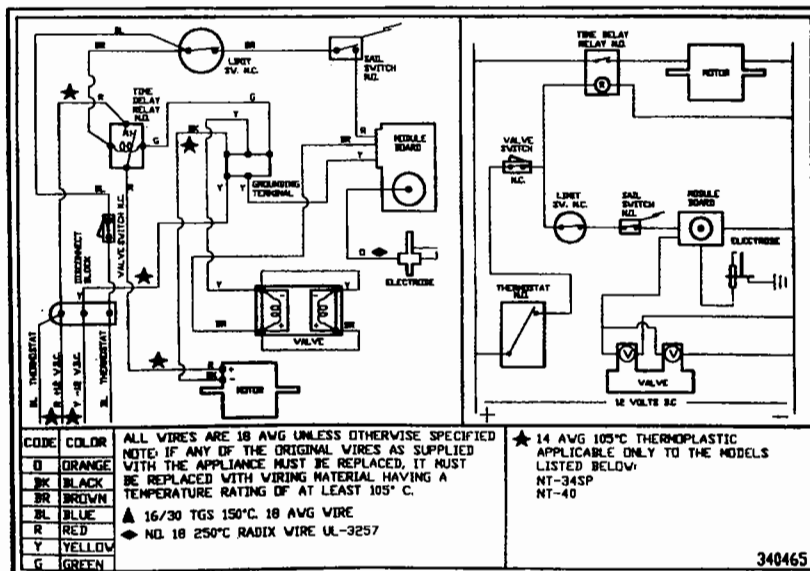 BL
BR
BR
LIMIT
SW. N.C.
SAIL
SWITCH
N.O.
TIME
DELAY
RELAY
N.O.
R
G
G
Y
BK
R
BR
Y
MODULE
BOARD
Y
Y
GROUNDING
TERMINAL
BL
R
VALVE SWITCH N.C.
DISCONNECT
BLOCK
Y
O
ELECTRODE
Y
Y
BR
BR
VALVE
R
BK
+
-
MOTOR
BL THERMOSTAT
R +12 V.D.C.
Y -12 V.D.C.
BL THERMOSTAT
TIME DELAY
RELAY N.O.
R
MOTOR
VALVE
SWITCH
N.C.
LIMIT
SW. N.C.
SAIL
SWITCH
N.O.
MODULE
BOARD
ELECTRODE
THERMOSTAT
N.O.
V
V
VALVE
12 VOLTS D.C.
+
-
CODE COLOR
O ORANGE
BK BLACK
BR BROWN
BL BLUE
R RED
Y YELLOW
G GREEN
ALL WIRES ARE 18 AWG UNLESS OTHERWISE SPECIFIED
NOTE: IF ANY OF THE ORIGINAL WIRES AS SUPPLIED
WITH THE APPLIANCE MUST BE REPLACED, IT MUST
BE REPLACED WITH WIRING MATERIAL HAVING A
TEMPERATURE RATING OF AT LEAST 105° C.
▲ 16/30 TGS 150°C. 18 AWG WIRE
◆ NO. 18 250°C RADIX WIRE UL-3257
★ 14 AWG 105°C THERMOPLASTIC
APPLICABLE ONLY TO THE MODELS
LISTED BELOW:
NT-34SP
NT-40
340465